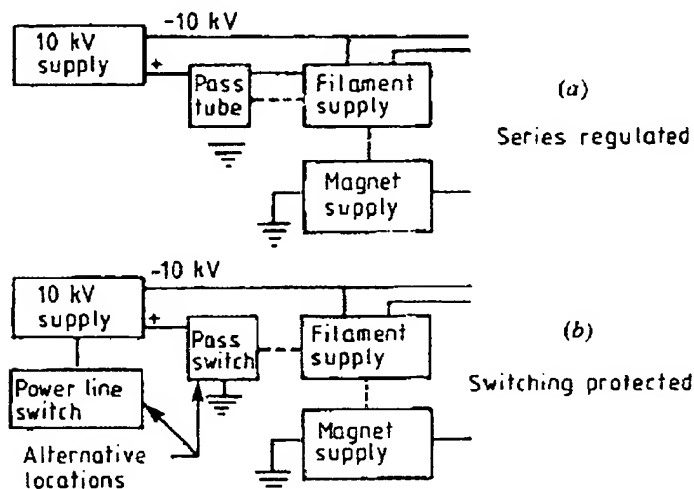 -10 kV
10 kV
supply
+
Pass
tube
Filament
supply
(a)
Series regulated
Magnet
supply
-10 kV
10 kV
supply
+
Pass
switch
Filament
supply
(b)
Switching protected
Power line
switch
Magnet
supply
Alternative
locations